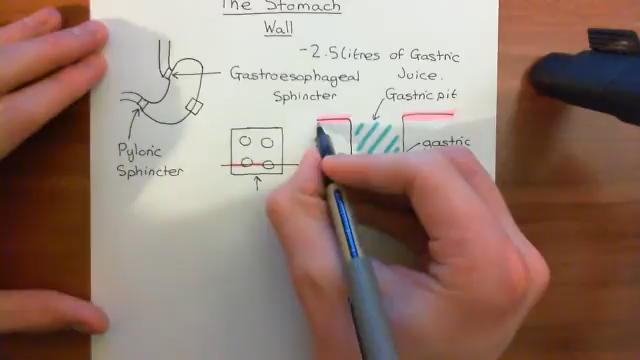 The Stomach
Wall
-2.5 litres of Gastric
Juice.
Gastroesophageal
Sphincter
Gastric pit
Pyloric
Sphincter
gastric